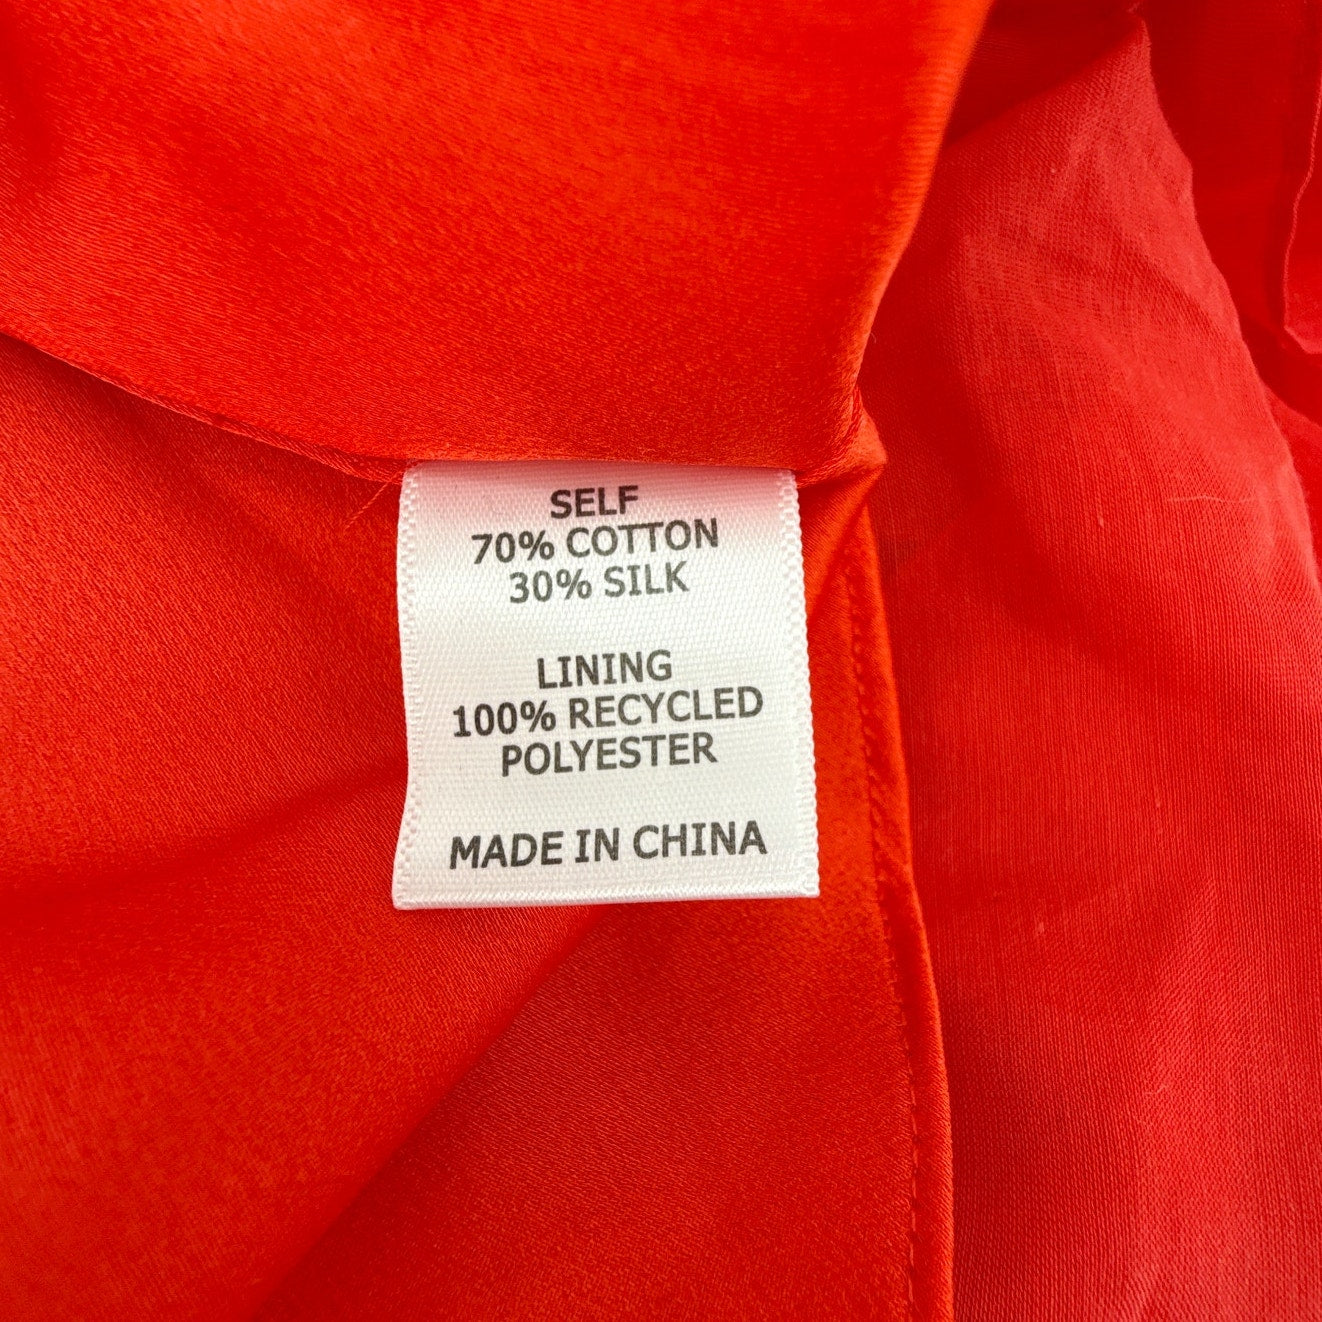 SELF
70% COTTON
30% SILK
LINING
100% RECYCLED
POLYESTER
MADE IN CHINA